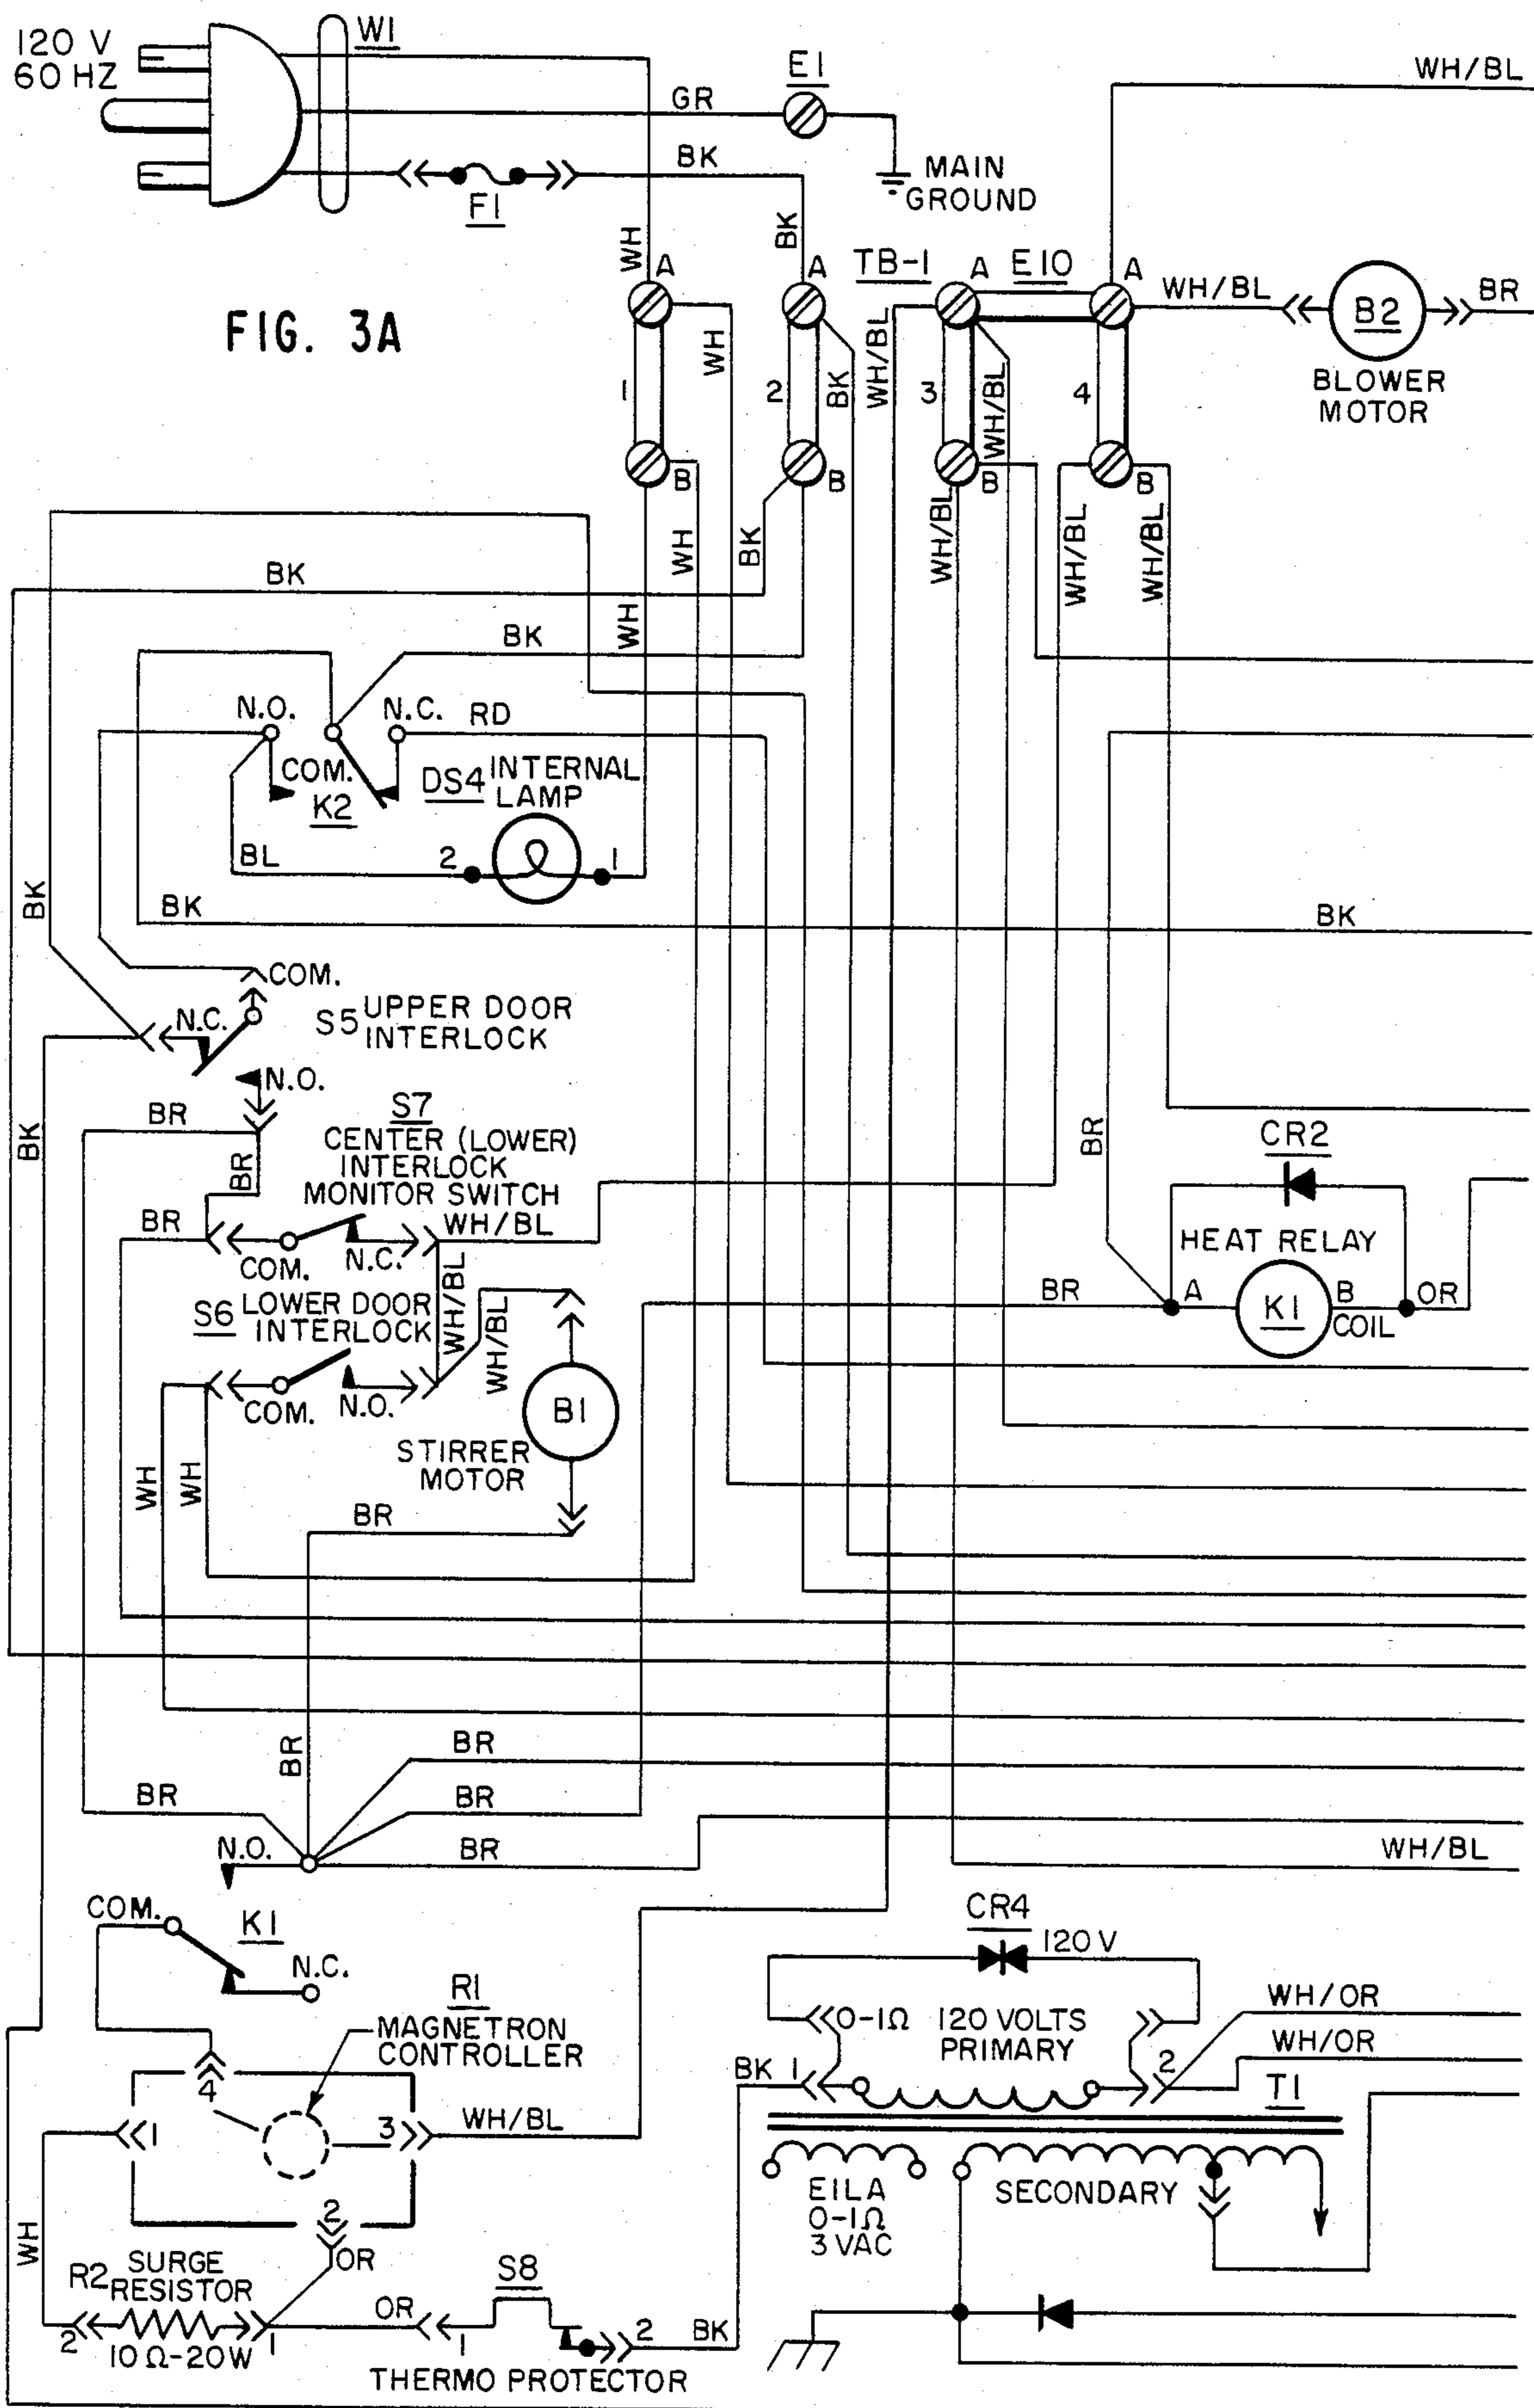 120 V
60 HZ
W1
E1
WH/BL
GR
BK
MAIN
GROUND
F1
FIG. 3A
WH
BK
A
A
TB-1
A
E10
A
WH/BL
B2
BR
BLOWER
MOTOR
WH
BK
WH/BL
WH/BL
1
2
3
4
B
B
B
B
WH
BK
WH/BL
WH/BL
WH/BL
BK
WH
BK
N.O.
N.C.
RD
COM.
K2
DS4
INTERNAL
LAMP
BL
2
1
BK
BK
BK
COM.
N.C.
S5
UPPER DOOR
INTERLOCK
N.O.
BK
BR
BR
S7
CENTER (LOWER)
INTERLOCK
MONITOR SWITCH
BR
COM.
N.C.
WH/BL
BR
CR2
HEAT RELAY
BR
A
K1
B
COIL
OR
S6
LOWER DOOR
INTERLOCK
WH/BL
WH/BL
COM.
N.O.
B1
STIRRER
MOTOR
WH
WH
BR
BR
BR
BR
BR
N.O.
BR
WH/BL
COM.
K1
N.C.
R1
MAGNETRON
CONTROLLER
4
1
3
WH/BL
2
OR
WH
R2
SURGE
RESISTOR
2
1
10 Ω-20W
OR
1
S8
2
BK
THERMO PROTECTOR
CR4
120 V
0-1Ω
120 VOLTS
PRIMARY
WH/OR
WH/OR
BK
1
2
T1
EILA
0-1Ω
3 VAC
SECONDARY